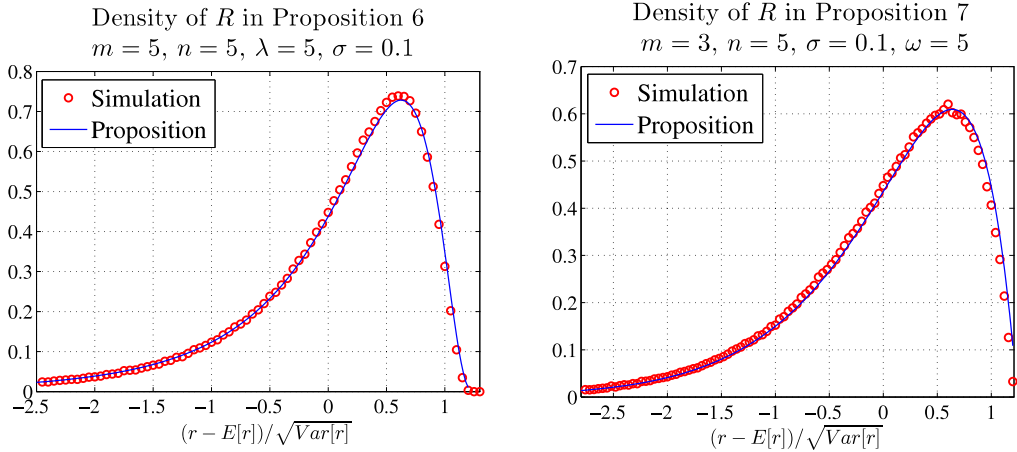 Density of R in Proposition 6
m = 5, n = 5, λ = 5, σ = 0.1
0.8
0.7
0.6
0.5
0.4
0.3
0.2
0.1
0
Simulation
Proposition
−2.5 −2 −1.5 −1 −0.5 0 0.5 1
(r − E[r])/√Var[r]
Density of R in Proposition 7
m = 3, n = 5, σ = 0.1, ω = 5
0.7
0.6
0.5
0.4
0.3
0.2
0.1
0
Simulation
Proposition
−2.5 −2 −1.5 −1 −0.5 0 0.5 1
(r − E[r])/√Var[r]